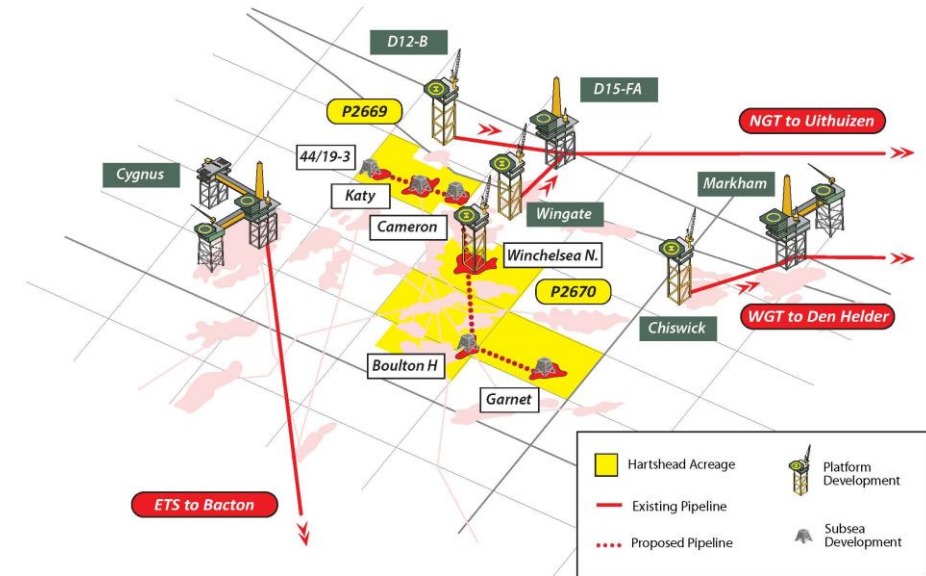 D12-B
D15-FA
P2669
NGT to Uithuizen
44/19-3
Cygnus
Markham
Katy
Wingate
Cameron
Winchelsea N.
P2670
WGT to Den Helder
Chiswick
Boulton H
Garnet
ETS to Bacton
Hartshead Acreage
Platform
Development
Existing Pipeline
Proposed Pipeline
Subsea
Development